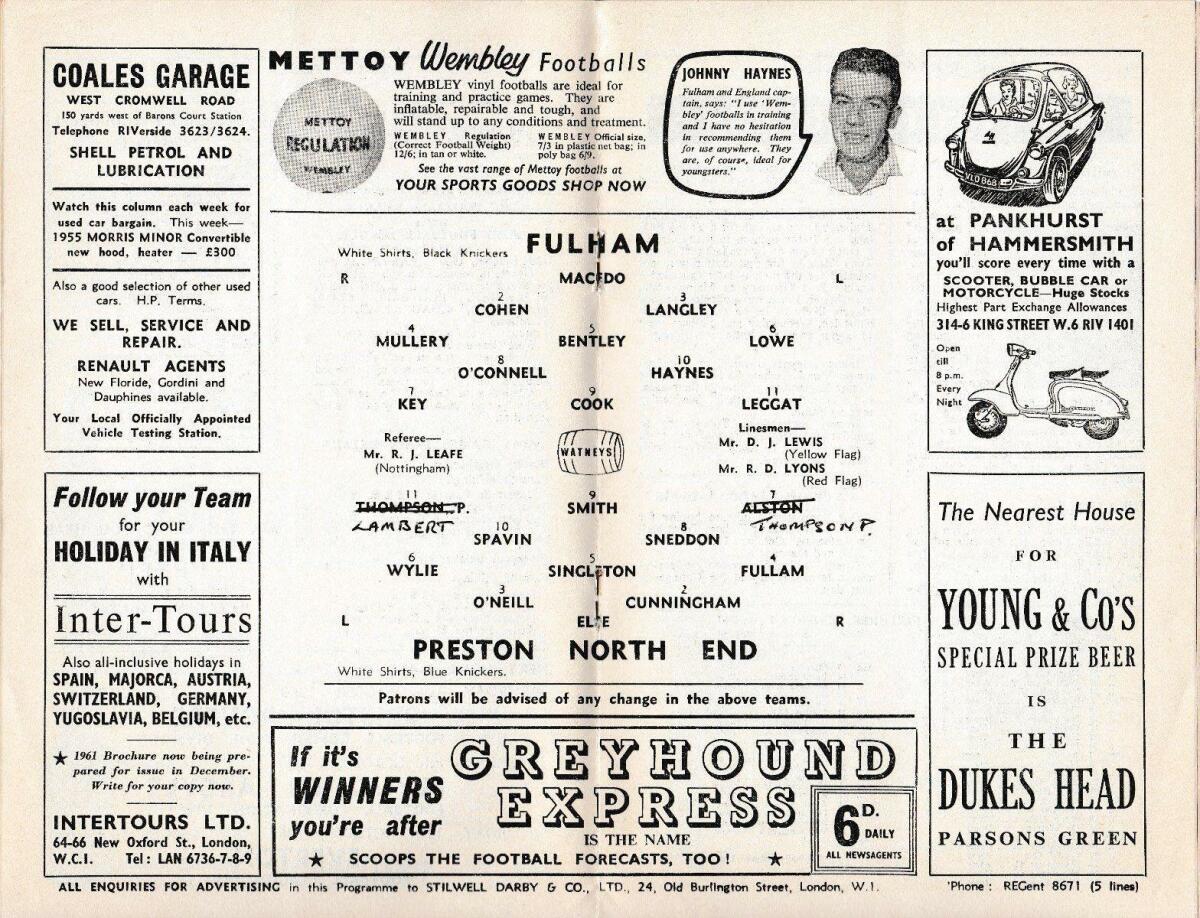 COALES GARAGE
WEST CROMWELL ROAD
150 yards west of Barons Court Station
Telephone RIVerside 3623/3624.
SHELL PETROL AND
LUBRICATION
Watch this column each week for
used car bargain. This week—
1955 MORRIS MINOR Convertible
new hood, heater — £300
Also a good selection of other used
cars. H.P. Terms.
WE SELL, SERVICE AND
REPAIR.
RENAULT AGENTS
New Floride, Gordini and
Dauphines available.
Your Local Officially Appointed
Vehicle Testing Station.
Follow your Team
for your
HOLIDAY IN ITALY
with
Inter-Tours
Also all-inclusive holidays in
SPAIN, MAJORCA, AUSTRIA,
SWITZERLAND, GERMANY,
YUGOSLAVIA, BELGIUM, etc.
★ 1961 Brochure now being pre-
pared for issue in December.
Write for your copy now.
INTERTOURS LTD.
64-66 New Oxford St., London,
W.C.I. Tel: LAN 6736-7-8-9
METTOY Wembley Footballs
METTOY
REGULATION
WEMBLEY
WEMBLEY vinyl footballs are ideal for
training and practice games. They are
inflatable, repairable and tough, and
will stand up to any conditions and treatment.
WEMBLEY Regulation
(Correct Football Weight)
12/6; in tan or white.
WEMBLEY Official size,
7/3 in plastic net bag; in
poly bag 6/9.
See the vast range of Mettoy footballs at
YOUR SPORTS GOODS SHOP NOW
JOHNNY HAYNES
Fulham and England cap-
tain, says: "I use 'Wem-
bley' footballs in training
and I have no hesitation
in recommending them
for use anywhere. They
are, of course, ideal for
youngsters."
FULHAM
White Shirts, Black Knickers
R MACEDO L
2 3
COHEN LANGLEY
4 5 6
MULLERY BENTLEY LOWE
8 10
O'CONNELL HAYNES
7 9 11
KEY COOK LEGGAT
Referee—
Mr. R. J. LEAFE
(Nottingham)
WATNEYS
Linesmen—
Mr. D. J. LEWIS
(Yellow Flag)
Mr. R. D. LYONS
(Red Flag)
11 9 7
THOMPSON, P. SMITH ALSTON
LAMBERT THOMPSON P.
10 8
SPAVIN SNEDDON
6 5 4
WYLIE SINGLETON FULLAM
3 2
O'NEILL CUNNINGHAM
L ELSE R
PRESTON NORTH END
White Shirts, Blue Knickers.
Patrons will be advised of any change in the above teams.
If it's
WINNERS
you're after
GREYHOUND
EXPRESS
IS THE NAME
★ SCOOPS THE FOOTBALL FORECASTS, TOO! ★
6D.
DAILY
ALL NEWSAGENTS
VLO 868
at PANKHURST
of HAMMERSMITH
you'll score every time with a
SCOOTER, BUBBLE CAR or
MOTORCYCLE—Huge Stocks
Highest Part Exchange Allowances
314-6 KING STREET W.6 RIV 1401
Open
till
8 p.m.
Every
Night
The Nearest House
FOR
YOUNG & CO'S
SPECIAL PRIZE BEER
IS
THE
DUKES HEAD
PARSONS GREEN
ALL ENQUIRIES FOR ADVERTISING in this Programme to STILWELL DARBY & CO., LTD., 24, Old Burlington Street, London, W.I. 'Phone: REGent 8671 (5 lines)